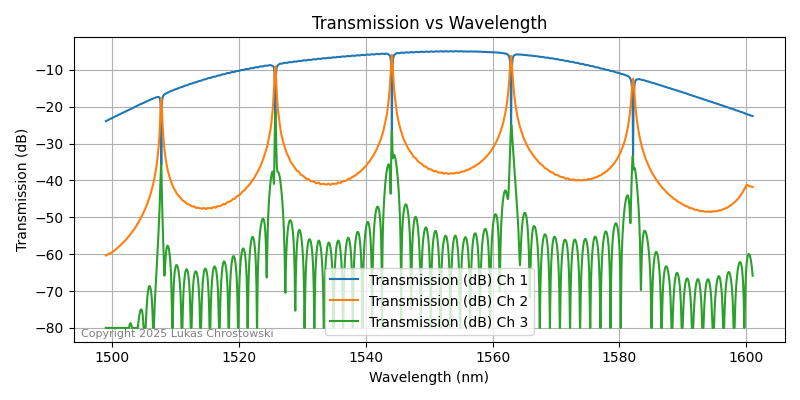 Transmission vs Wavelength
Transmission (dB)
−10
−20
−30
−40
−50
−60
−70
−80
Transmission (dB) Ch 1
Transmission (dB) Ch 2
Transmission (dB) Ch 3
Copyright 2025 Lukas Chrostowski
1500
1520
1540
1560
1580
1600
Wavelength (nm)